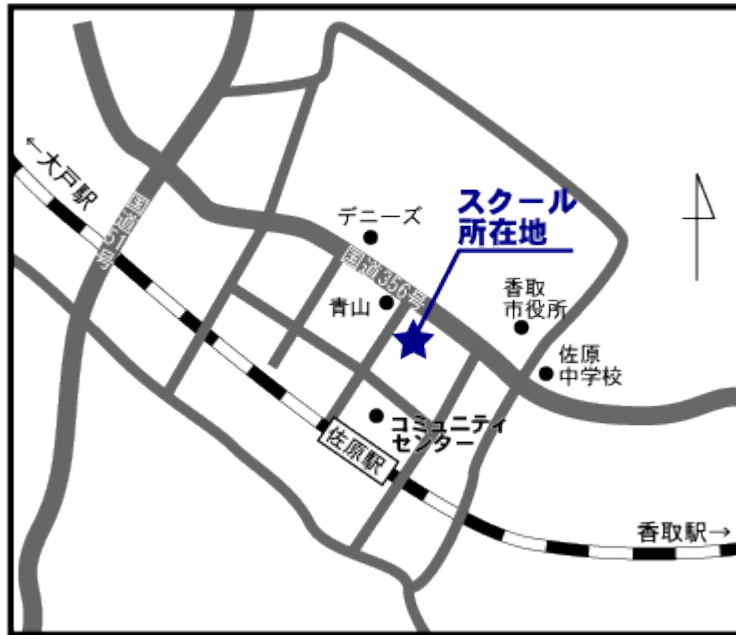 ←大戸駅
国道51号
デニーズ
国道356号
青山
スクール
所在地
香取
市役所
佐原
中学校
コミュニティ
センター
佐原駅
香取駅→